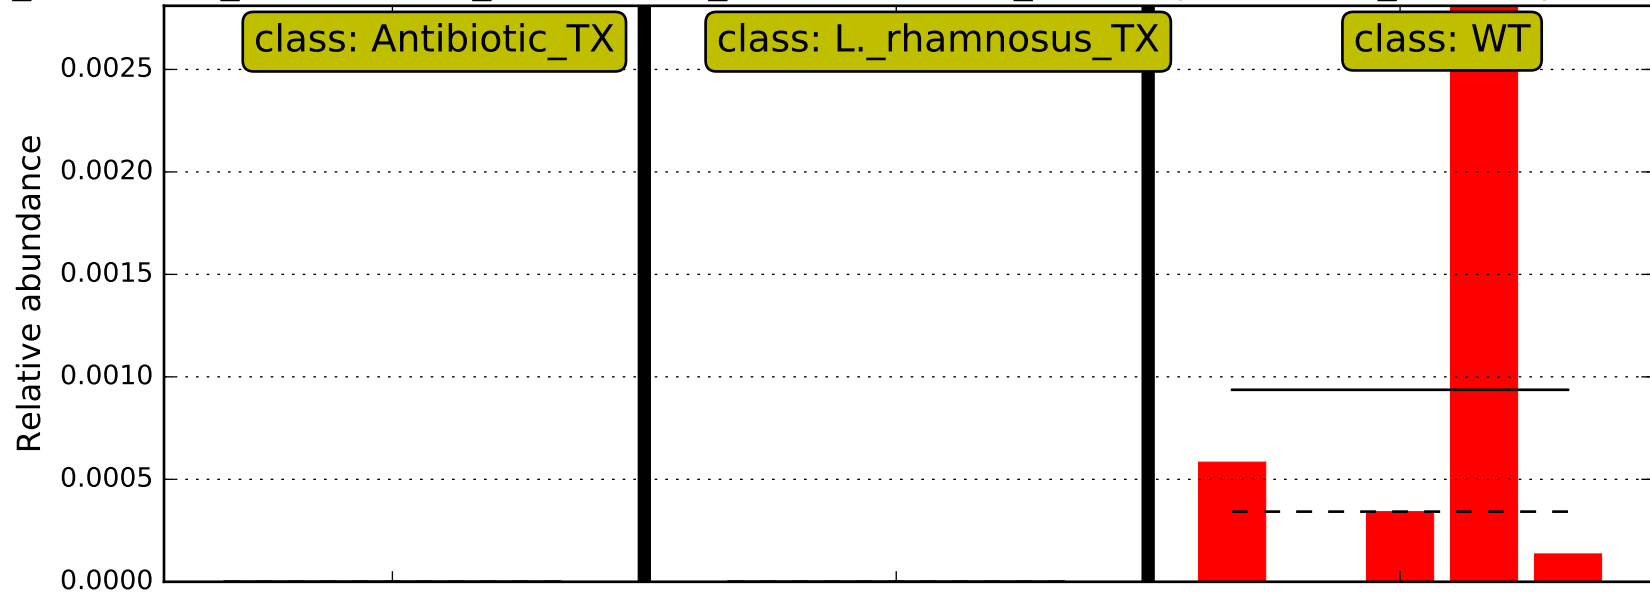 class: Antibiotic_TX
class: L._rhamnosus_TX
class: WT
Relative abundance
0.0025
0.0020
0.0015
0.0010
0.0005
0.0000